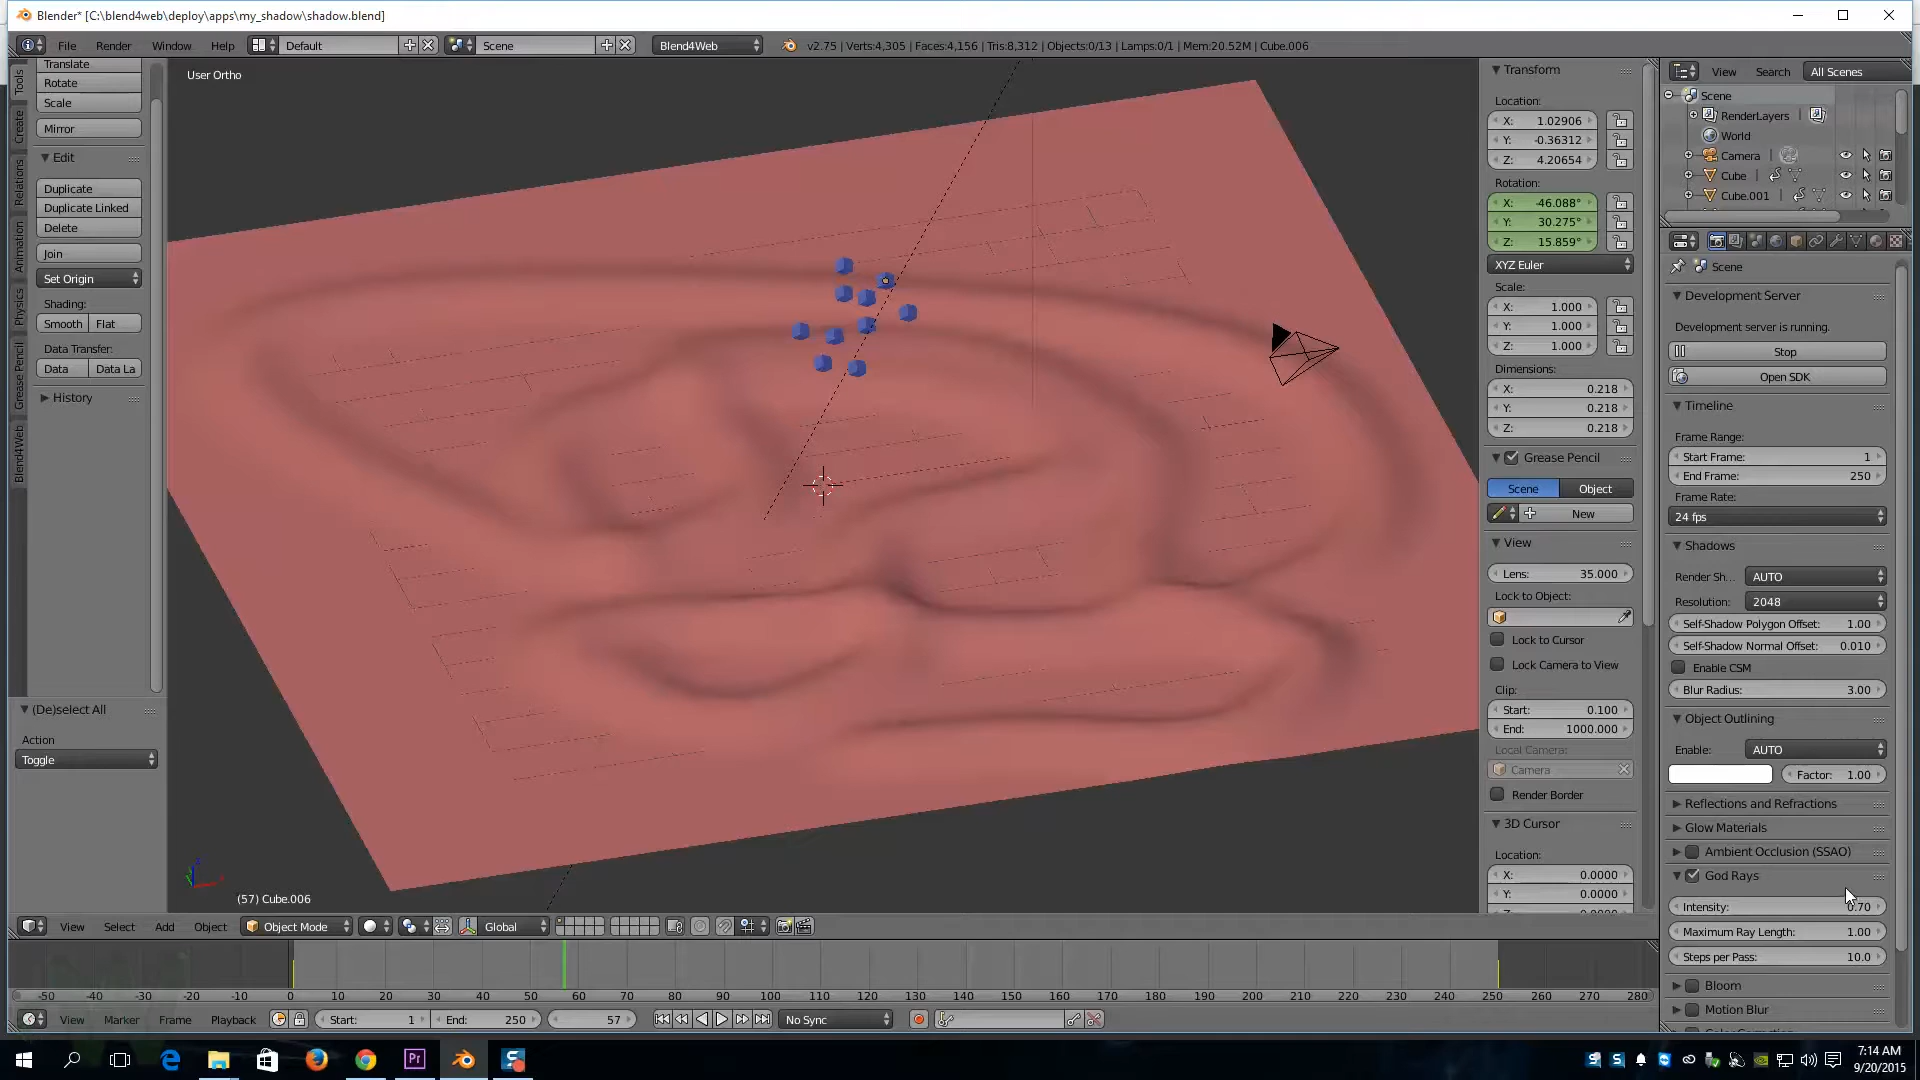 Blender* [C:\blend4web\deploy\apps\my_shadow\shadow.blend]
File Render Window Help Default Scene Blend4Web v2.75 | Verts:4,305 | Faces:4,156 | Tris:8,312 | Objects:0/13 | Lamps:0/1 | Mem:20.52M | Cube.006
Tools
Create
Relations
Animation
Physics
Grease Pencil
Blend4Web
Translate
Rotate
Scale
Mirror
Edit
Duplicate
Duplicate Linked
Delete
Join
Set Origin
Shading:
Smooth Flat
Data Transfer:
Data Data La
History
(De)select All
Action
Toggle
User Ortho
(57) Cube.006
Transform
Location:
X: 1.02906
Y: -0.36312
Z: 4.20654
Rotation:
X: -46.088°
Y: 30.275°
Z: 15.859°
XYZ Euler
Scale:
X: 1.000
Y: 1.000
Z: 1.000
Dimensions:
X: 0.218
Y: 0.218
Z: 0.218
Grease Pencil
Scene Object
New
View
Lens: 35.000
Lock to Object:
Lock to Cursor
Lock Camera to View
Clip:
Start: 0.100
End: 1000.000
Local Camera:
Camera
Render Border
3D Cursor
Location:
X: 0.0000
Y: 0.0000
View Search All Scenes
Scene
RenderLayers
World
Camera
Cube
Cube.001
Scene
Development Server
Development server is running.
Stop
Open SDK
Timeline
Frame Range:
Start Frame: 1
End Frame: 250
Frame Rate:
24 fps
Shadows
Render Sh... AUTO
Resolution: 2048
Self-Shadow Polygon Offset: 1.00
Self-Shadow Normal Offset: 0.010
Enable CSM
Blur Radius: 3.00
Object Outlining
Enable: AUTO
Factor: 1.00
Reflections and Refractions
Glow Materials
Ambient Occlusion (SSAO)
God Rays
Intensity: 0.70
Maximum Ray Length: 1.00
Steps per Pass: 10.0
Bloom
Motion Blur
View Select Add Object Object Mode Global
-50 -40 -30 -20 -10 0 10 20 30 40 50 60 70 80 90 100 110 120 130 140 150 160 170 180 190 200 210 220 230 240 250 260 270 280
View Marker Frame Playback Start: 1 End: 250 57 No Sync
Pr
7:14 AM
9/20/2015